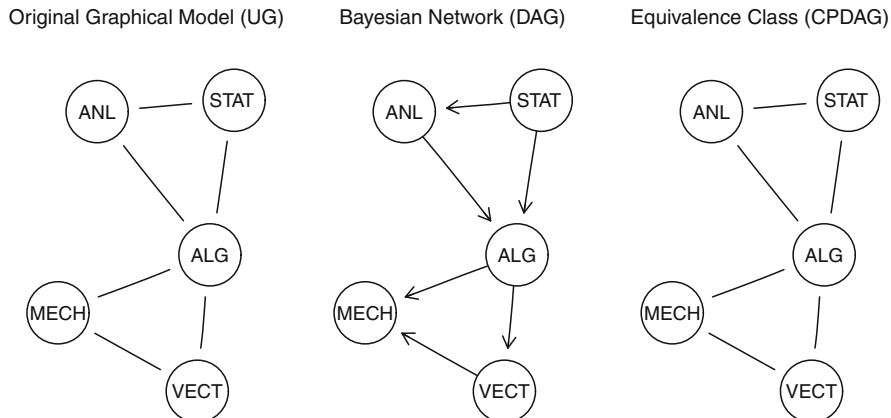 Original Graphical Model (UG)
Bayesian Network (DAG)
Equivalence Class (CPDAG)
ANL
STAT
ALG
MECH
VECT
ANL
STAT
ALG
MECH
VECT
ANL
STAT
ALG
MECH
VECT